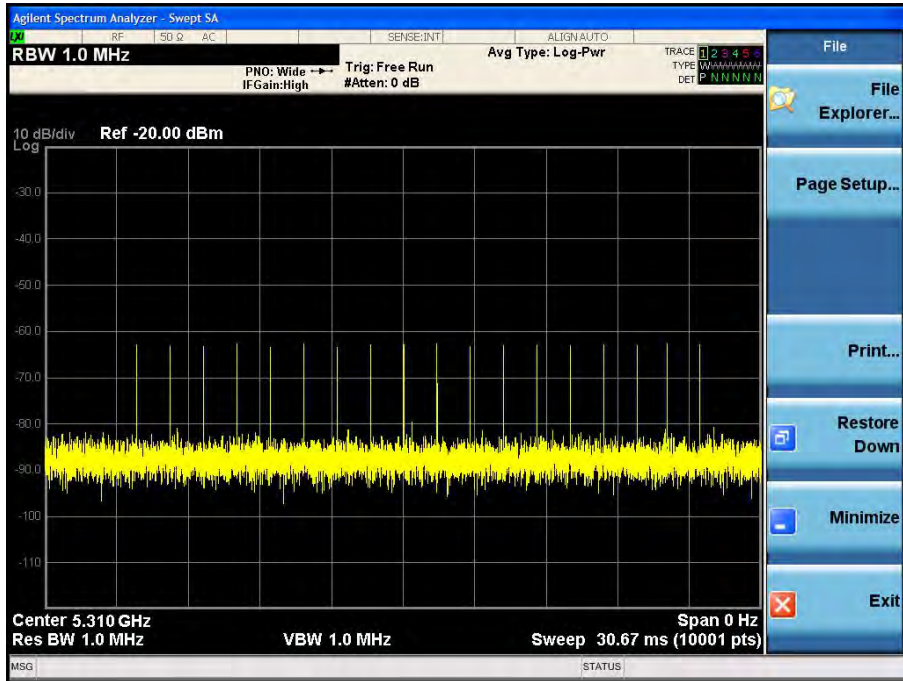 Agilent Spectrum Analyzer - Swept SA
LXI RF 50 Ω AC SENSE:INT ALIGNAUTO
RBW 1.0 MHz
PNO: Wide
IFGain:High
Trig: Free Run
#Atten: 0 dB
Avg Type: Log-Pwr
TRACE 1 2 3 4 5 6
TYPE WWWWWW
DET P N N N N N
10 dB/div Ref -20.00 dBm
Log
-30.0
-40.0
-50.0
-60.0
-70.0
-80.0
-90.0
-100
-110
Center 5.310 GHz Span 0 Hz
Res BW 1.0 MHz VBW 1.0 MHz Sweep 30.67 ms (10001 pts)
MSG STATUS
File
File
Explorer...
Page Setup...
Print...
Restore
Down
Minimize
Exit